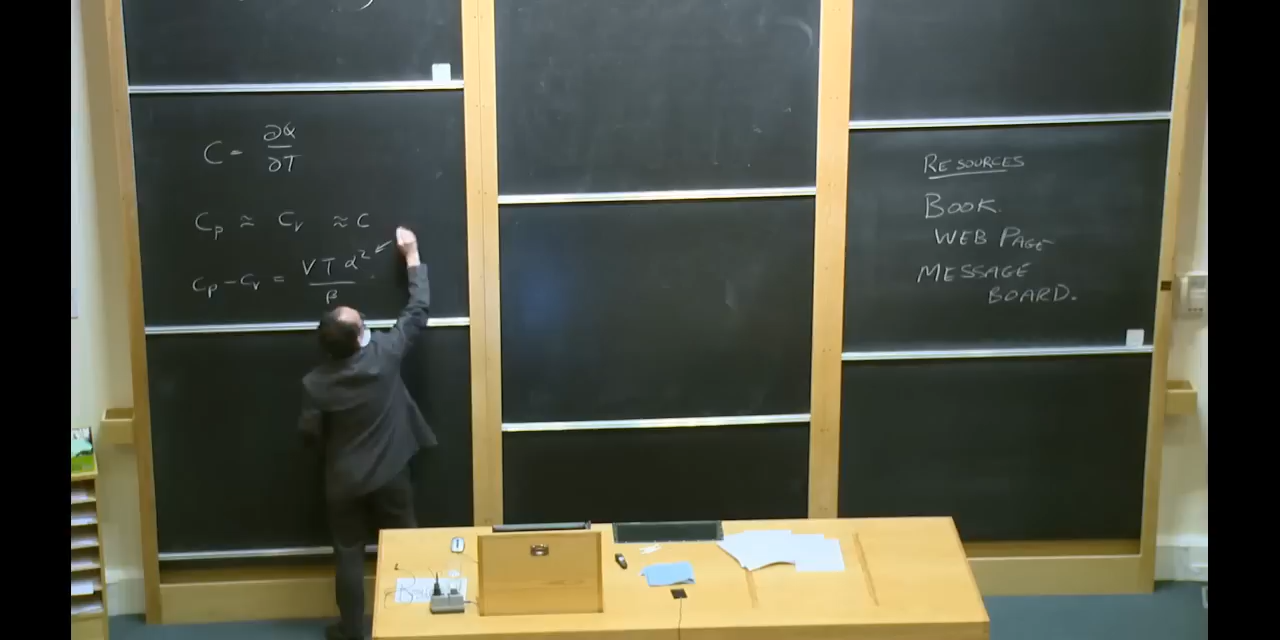 C = ∂Q/∂T
Cp ≈ Cv ≈ C
Cp - Cv = VTα²/β
RESOURCES
BOOK.
WEB PAGE
MESSAGE
BOARD.